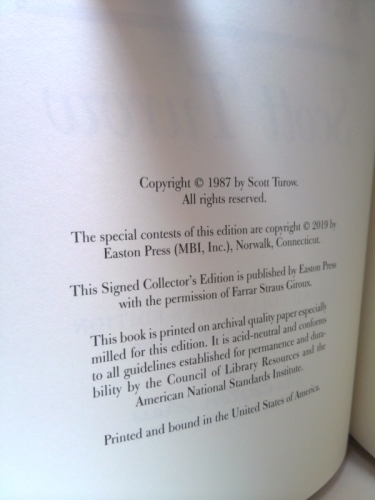 Copyright © 1987 by Scott Turow.
All rights reserved.
The special contests of this edition are copyright © 2019 by
Easton Press (MBI, Inc.), Norwalk, Connecticut.
This Signed Collector's Edition is published by Easton Press
with the permission of Farrar Straus Giroux.
This book is printed on archival quality paper especially
milled for this edition. It is acid-neutral and conforms
to all guidelines established for permanence and dura-
bility by the Council of Library Resources and the
American National Standards Institute.
Printed and bound in the United States of America.